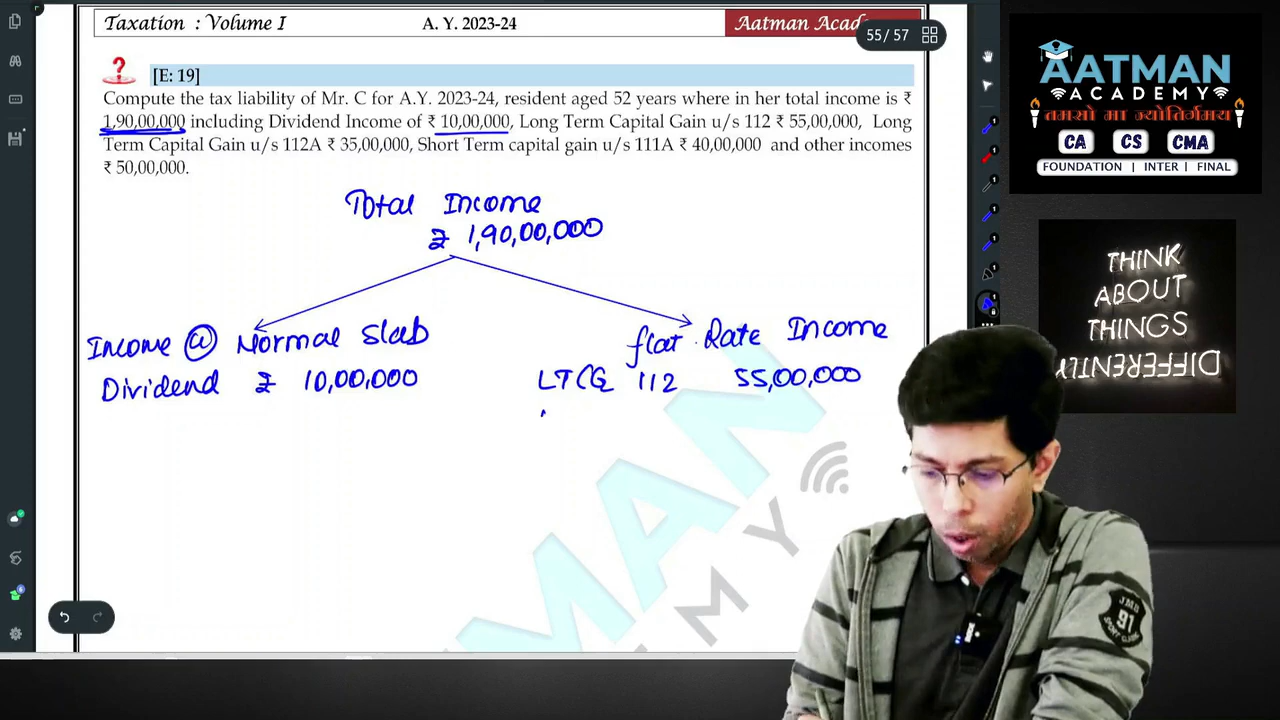 Taxation : Volume I A. Y. 2023-24 Aatman Acad
55/57
?
[E: 19]
Compute the tax liability of Mr. C for A.Y. 2023-24, resident aged 52 years where in her total income is ₹
1,90,00,000 including Dividend Income of ₹ 10,00,000, Long Term Capital Gain u/s 112 ₹ 55,00,000, Long
Term Capital Gain u/s 112A ₹ 35,00,000, Short Term capital gain u/s 111A ₹ 40,00,000 and other incomes
₹ 50,00,000.
Total Income
₹ 1,90,00,000
Income @ Normal Slab
flat Rate Income
Dividend ₹ 10,00,000
LTCG 112 55,00,000
AATMAN
ACADEMY
तमसो मा ज्योतिर्गमय
CA CS CMA
FOUNDATION | INTER | FINAL
THINK
ABOUT
THINGS
DIFFERENTLY
JMB
91
MAN
MY